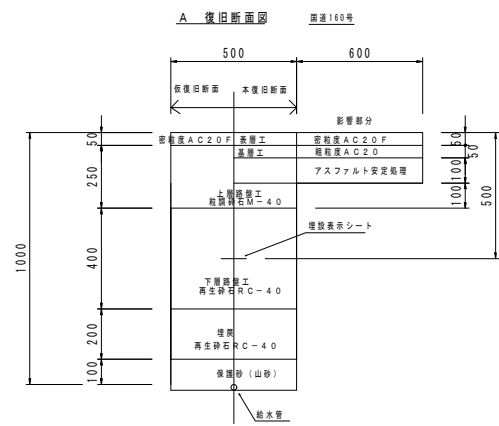 A 復旧断面図
国道160号
500
600
仮復旧断面
本復旧断面
影響部分
密粒度AC20F 表層工
密粒度AC20F
基層工
粗粒度AC20
アスファルト安定処理
上層路盤工
粒調砕石M-40
埋設表示シート
下層路盤工
再生砕石RC-40
埋戻
再生砕石RC-40
保護砂(山砂)
給水管
1000
50
250
400
200
100
50
50
100
100
500